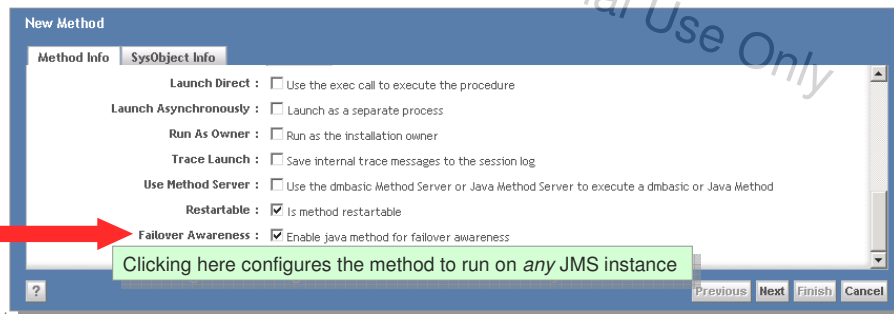 New Method
Method Info SysObject Info
Launch Direct : Use the exec call to execute the procedure
Launch Asynchronously : Launch as a separate process
Run As Owner : Run as the installation owner
Trace Launch : Save internal trace messages to the session log
Use Method Server : Use the dmbasic Method Server or Java Method Server to execute a dmbasic or Java Method
Restartable : Is method restartable
Failover Awareness : Enable java method for failover awareness
Clicking here configures the method to run on any JMS instance
? Previous Next Finish Cancel
Use Only